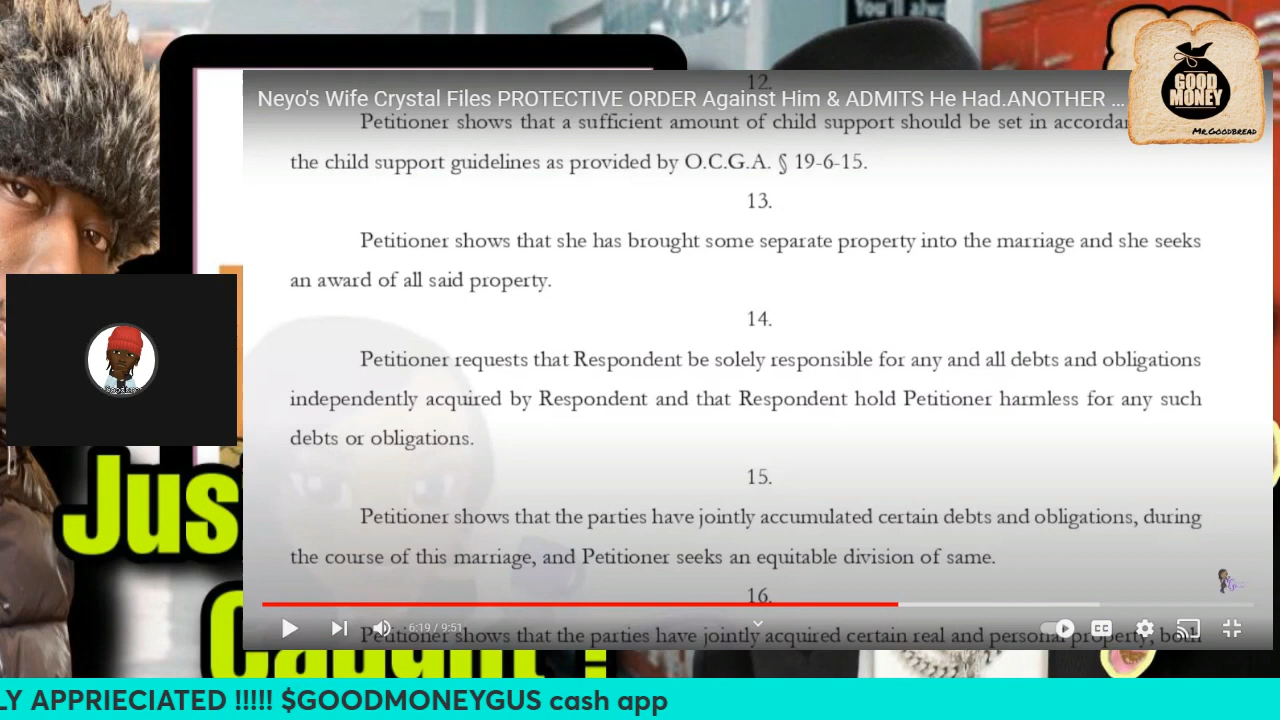 You'll
GOOD
MONEY
Mr.Goodbread
12.
Neyo's Wife Crystal Files PROTECTIVE ORDER Against Him & ADMITS He Had.ANOTHER ...
Petitioner shows that a sufficient amount of child support should be set in
the child support guidelines as provided by O.C.G.A. § 19-6-15.
13.
Petitioner shows that she has brought some separate property into the marriage and she seeks
an award of all said property.
14.
Petitioner requests that Respondent be solely responsible for any and all debts and obligations
independently acquired by Respondent and that Respondent hold Petitioner harmless for any such
debts or obligations.
15.
Petitioner shows that the parties have jointly accumulated certain debts and obligations, during
the course of this marriage, and Petitioner seeks an equitable division of same.
16.
Petitioner shows that the parties have jointly acquired certain real and personal property, both
6:19 / 9:51
CC
Jus
Caught !
LY APPRIECIATED !!!!! $GOODMONEYGUS cash app